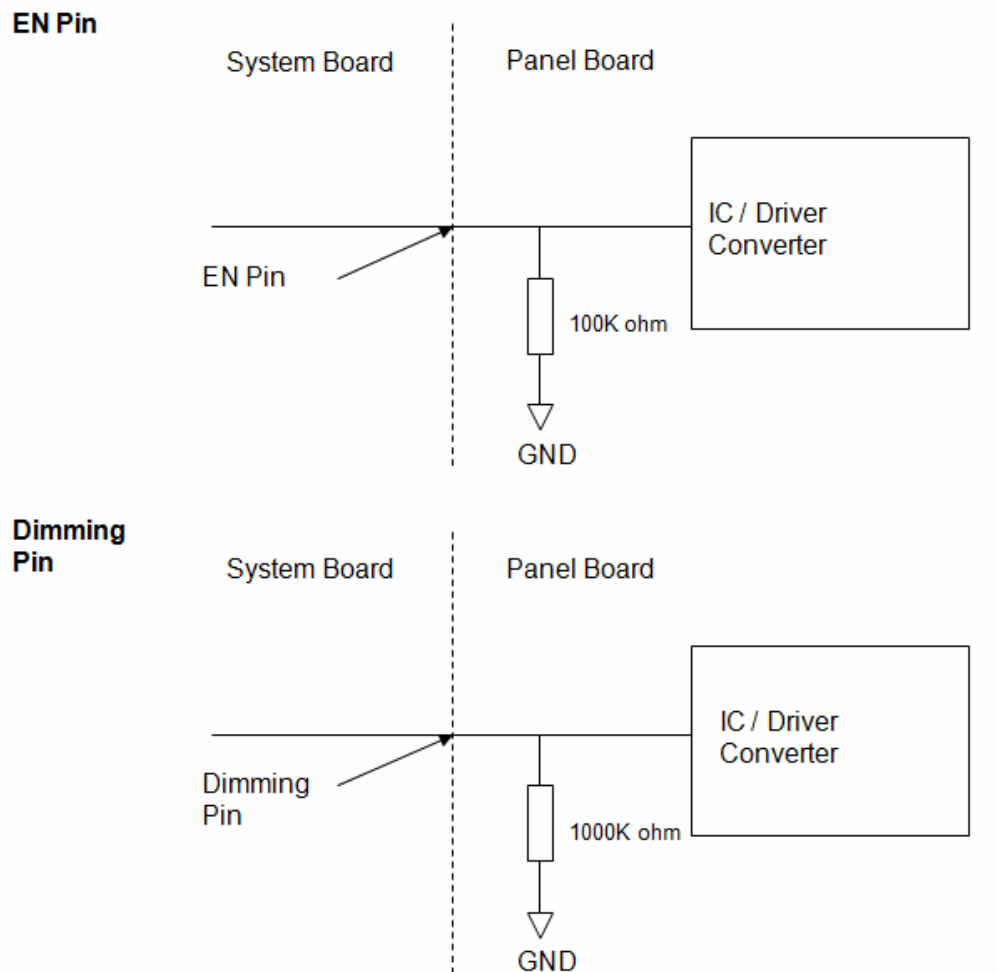 EN Pin
System Board
Panel Board
IC / Driver
Converter
EN Pin
100K ohm
GND
Dimming
Pin
System Board
Panel Board
IC / Driver
Converter
Dimming
Pin
1000K ohm
GND